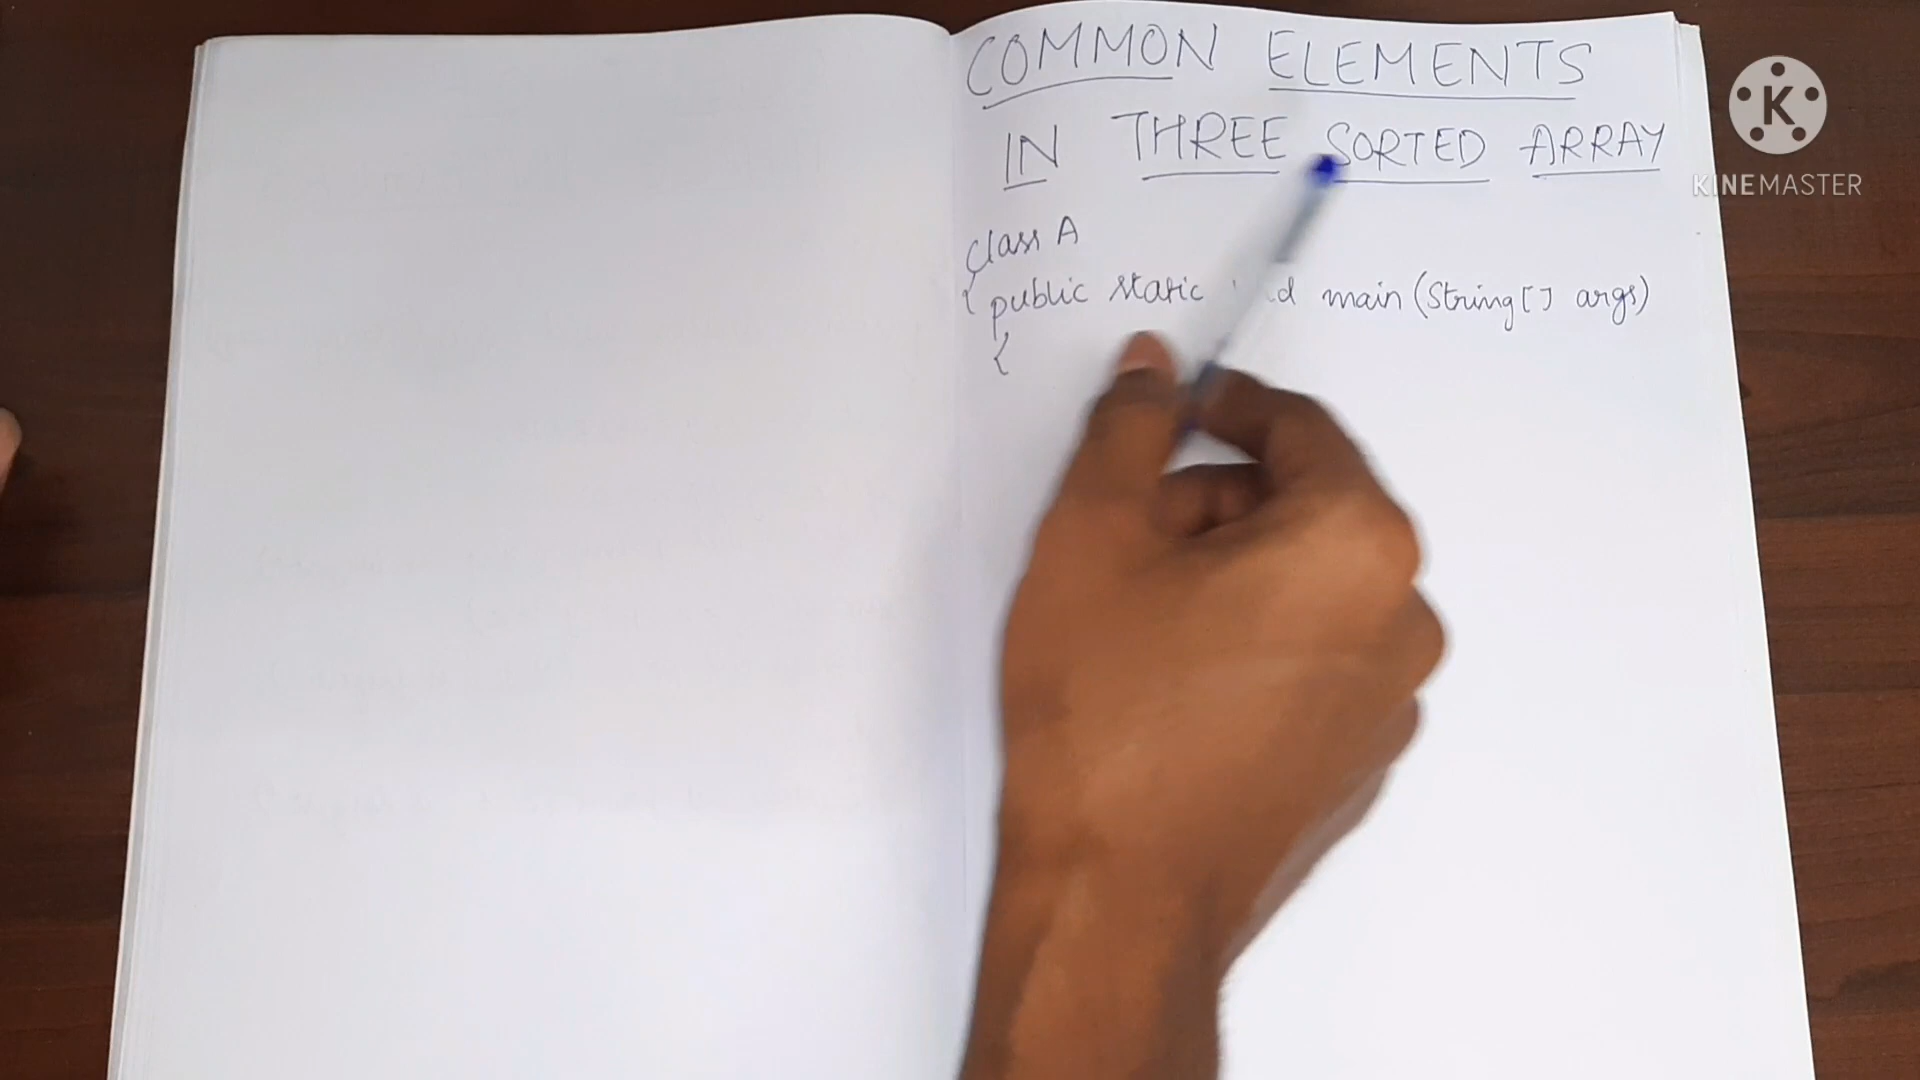 COMMON ELEMENTS
IN THREE SORTED ARRAY
class A
{ public static main (String[] args)
{
K
KINEMASTER